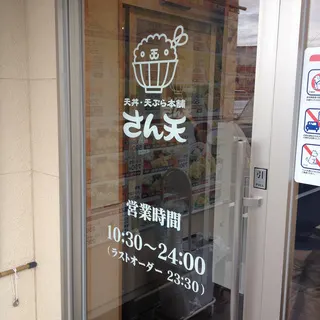 天丼・天ぷら本舗
さん天
営業時間
10:30～24:00
(ラストオーダー 23:30)
引